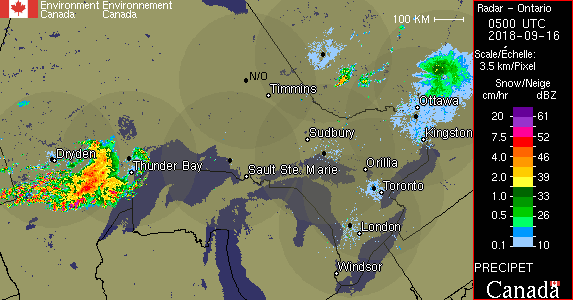 Environment Environnement
Canada Canada
100 KM
N/O
Timmins
Ottawa
Sudbury
Kingston
Dryden
Thunder Bay
Sault Ste. Marie
Orillia
Toronto
London
Windsor
Radar - Ontario
0500 UTC
2018-09-16
Scale/Échelle:
3.5 km/Pixel
Snow/Neige
cm/hr dBZ
20 61
7.5 57
5.0 52
4.0 46
2.0 39
1.0 33
0.5 26
0.1 10
PRECIPET
Canada